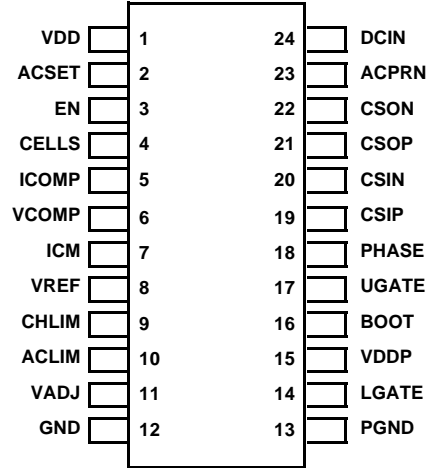 VDD 1 24 DCIN
ACSET 2 23 ACPRN
EN 3 22 CSON
CELLS 4 21 CSOP
ICOMP 5 20 CSIN
VCOMP 6 19 CSIP
ICM 7 18 PHASE
VREF 8 17 UGATE
CHLIM 9 16 BOOT
ACLIM 10 15 VDDP
VADJ 11 14 LGATE
GND 12 13 PGND